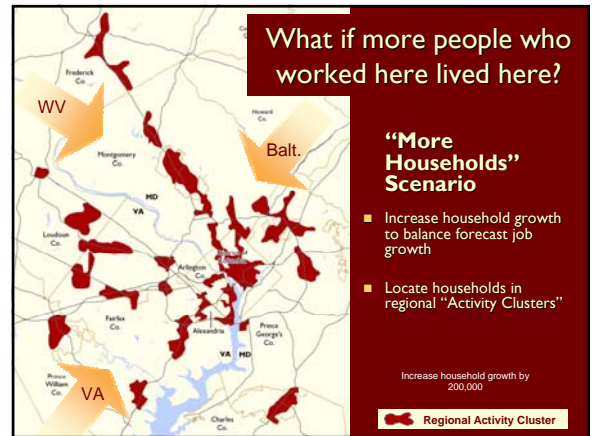 What if more people who
worked here lived here?
WV
Balt.
VA
Frederick
Co.
Howard
Co.
Montgomery
Co.
MD
VA
Loudoun
Co.
Arlington
Co.
Fairfax
Co.
Alexandria
Prince
George's
Co.
VA
MD
Prince
William
Co.
Charles
Co.
“More
Households”
Scenario
Increase household growth
to balance forecast job
growth
Locate households in
regional “Activity Clusters”
Increase household growth by
200,000
Regional Activity Cluster